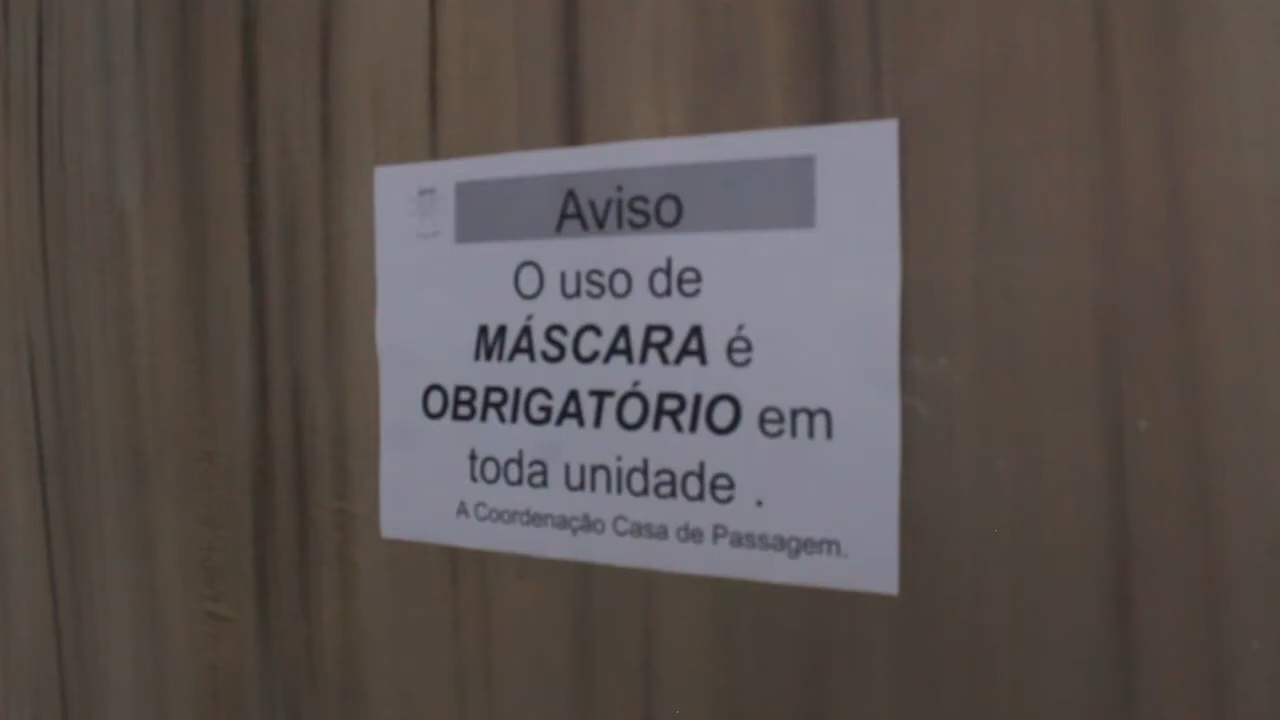 Aviso
O uso de
MÁSCARA é
OBRIGATÓRIO em
toda unidade .
A Coordenação Casa de Passagem.